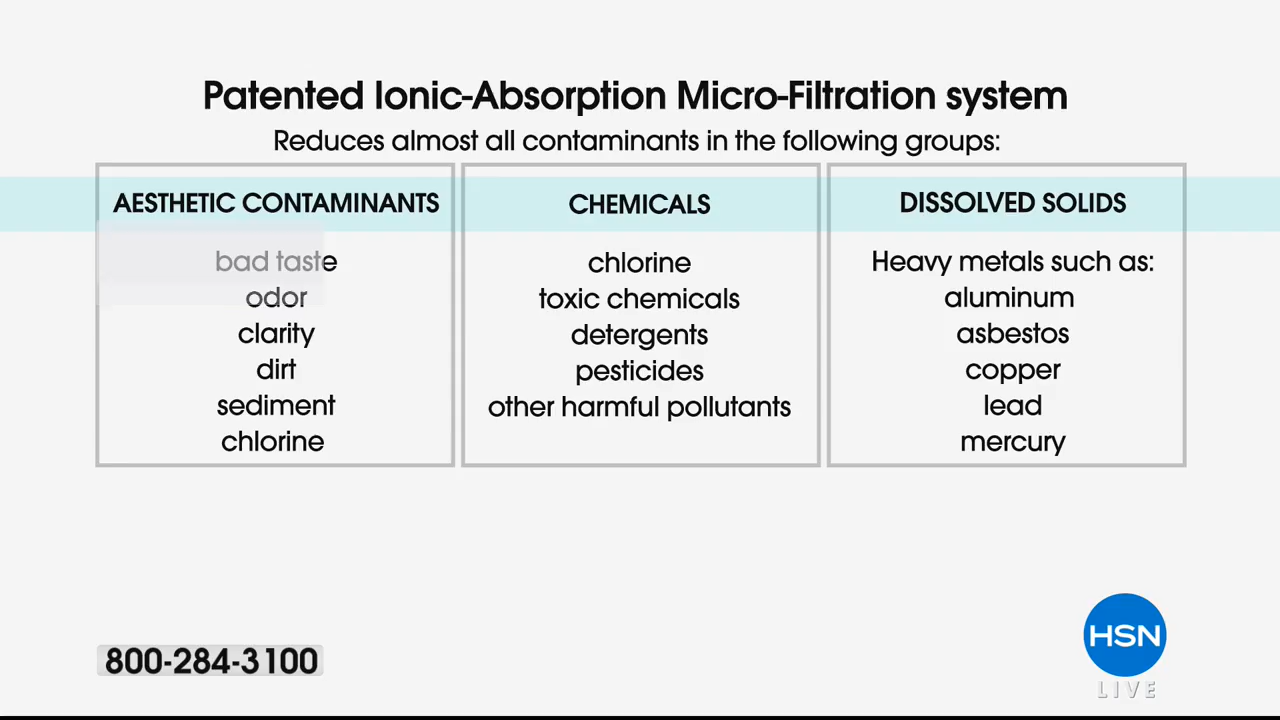 Patented Ionic-Absorption Micro-Filtration system
Reduces almost all contaminants in the following groups:
AESTHETIC CONTAMINANTS
bad taste
odor
clarity
dirt
sediment
chlorine
CHEMICALS
chlorine
toxic chemicals
detergents
pesticides
other harmful pollutants
DISSOLVED SOLIDS
Heavy metals such as:
aluminum
asbestos
copper
lead
mercury
800-284-3100
HSN
LIVE